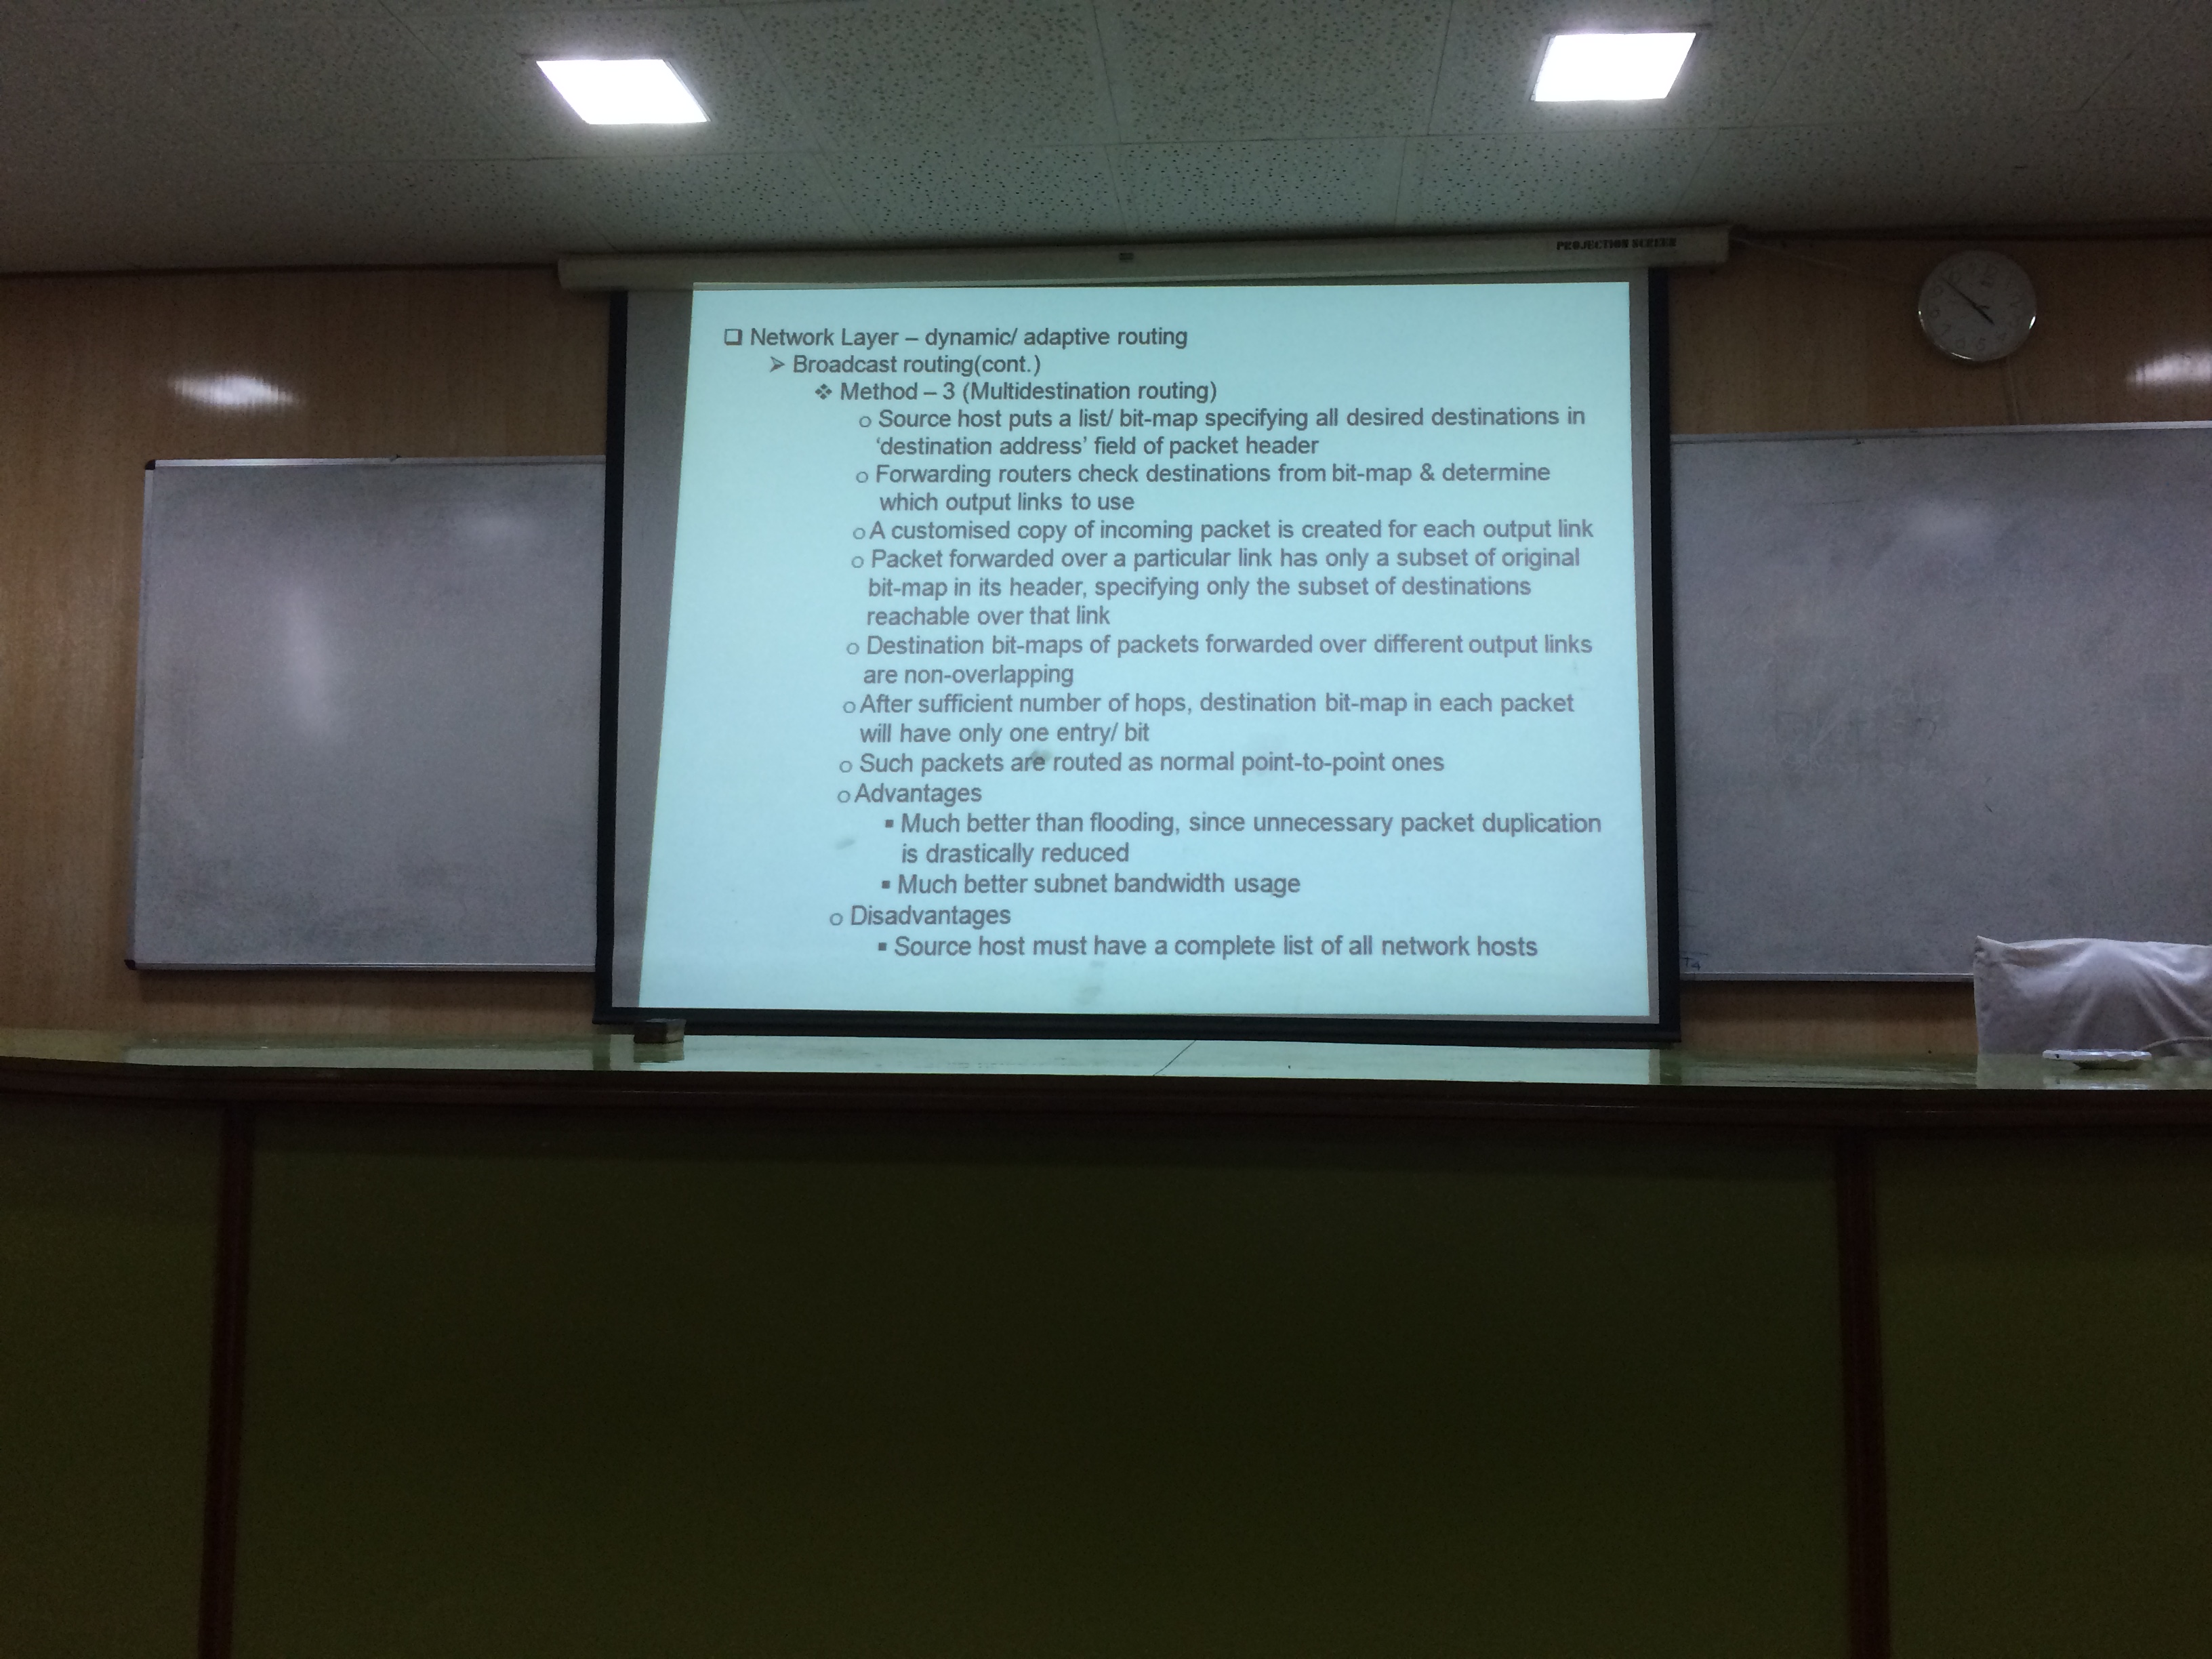 PROJECTION SCREEN
❑ Network Layer – dynamic/ adaptive routing
➢ Broadcast routing(cont.)
❖ Method – 3 (Multidestination routing)
o Source host puts a list/ bit-map specifying all desired destinations in
‘destination address’ field of packet header
o Forwarding routers check destinations from bit-map & determine
which output links to use
o A customised copy of incoming packet is created for each output link
o Packet forwarded over a particular link has only a subset of original
bit-map in its header, specifying only the subset of destinations
reachable over that link
o Destination bit-maps of packets forwarded over different output links
are non-overlapping
o After sufficient number of hops, destination bit-map in each packet
will have only one entry/ bit
o Such packets are routed as normal point-to-point ones
o Advantages
▪ Much better than flooding, since unnecessary packet duplication
is drastically reduced
▪ Much better subnet bandwidth usage
o Disadvantages
▪ Source host must have a complete list of all network hosts